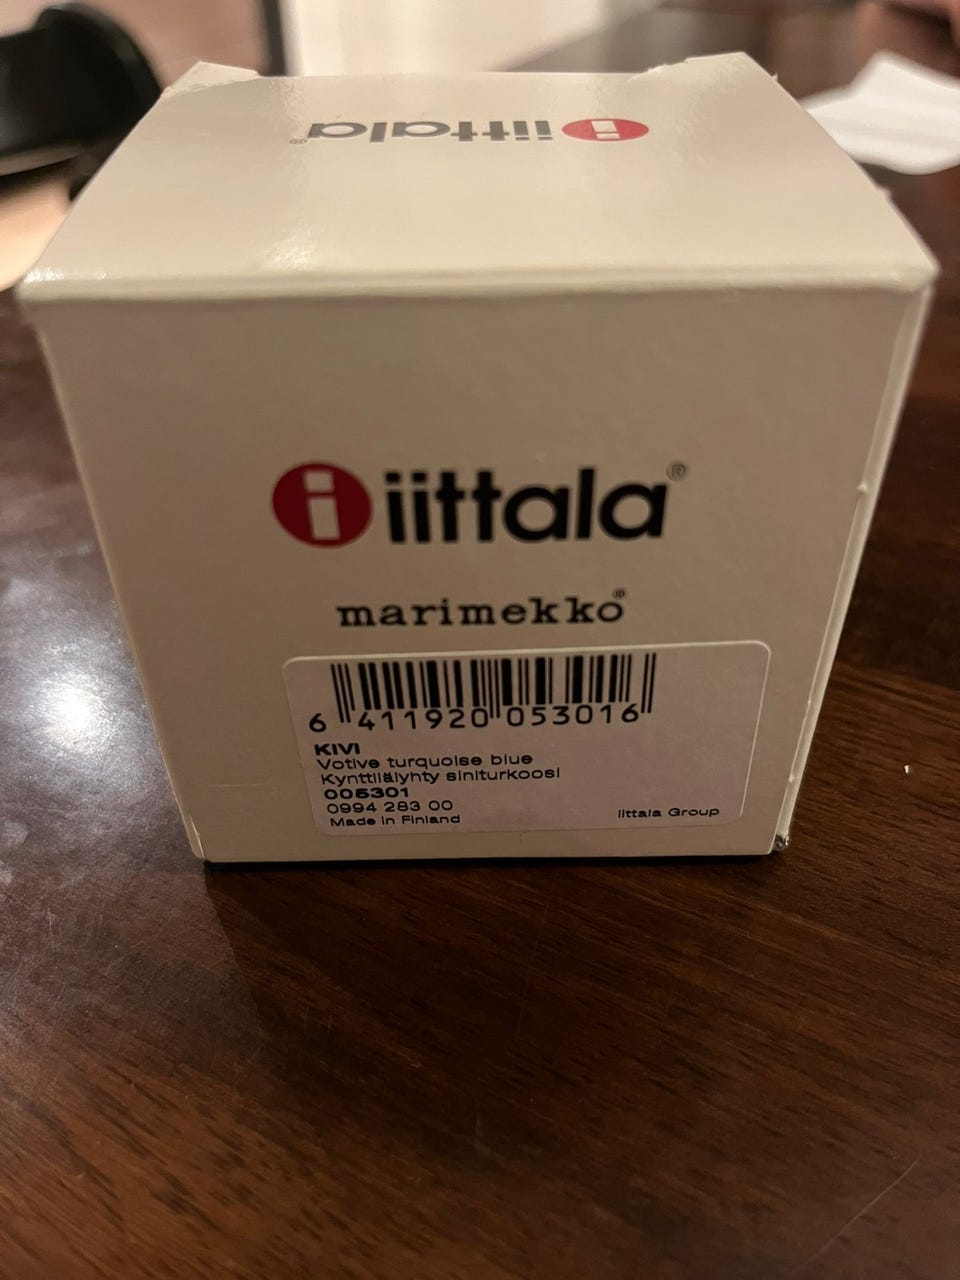 iittala®
i iittala®
marimekko®
6 411920 053016
KIVI
Votive turquoise blue
Kynttilälyhty siniturkoosi
005301
0994 283 00
Made in Finland
iittala Group